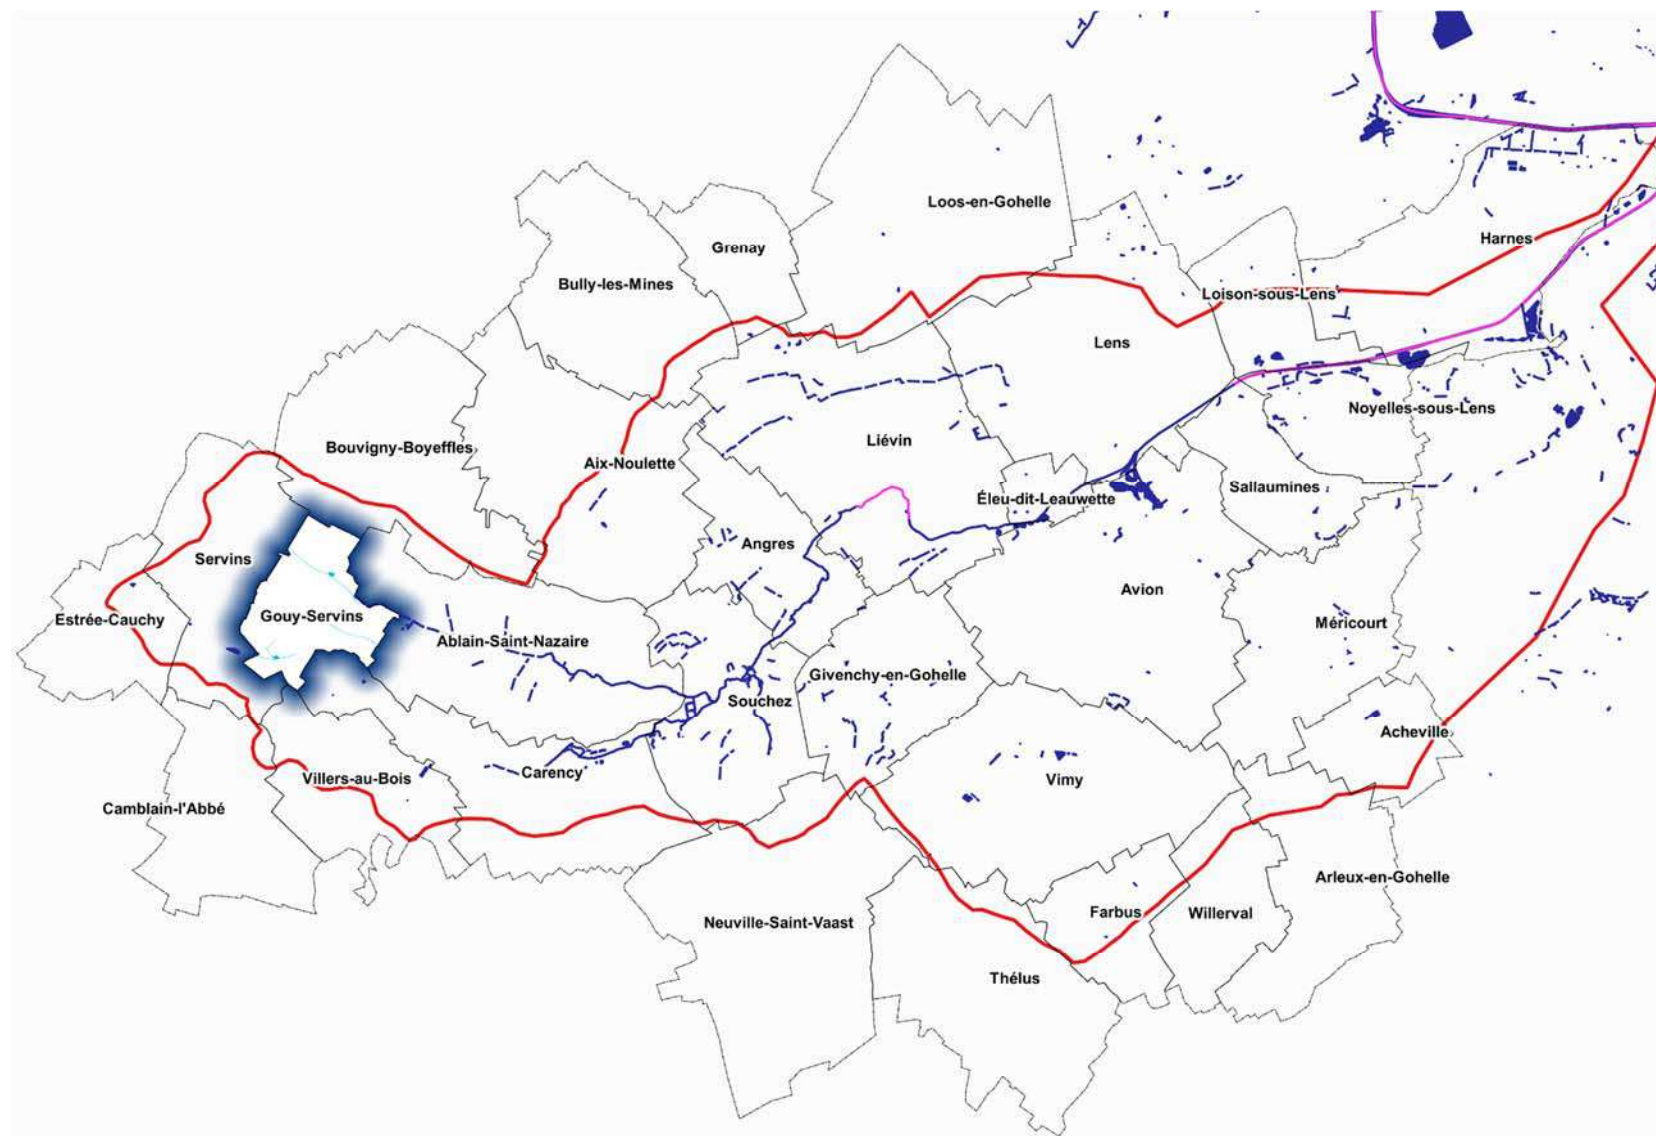 Loos-en-Gohelle
Grenay
Harnes
Bully-les-Mines
Loison-sous-Lens
Lens
Noyelles-sous-Lens
Liévin
Bouvigny-Boyeffles
Aix-Noulette
Sallaumines
Éleu-dit-Leauwette
Angres
Servins
Avion
Gouy-Servins
Estrée-Cauchy
Méricourt
Ablain-Saint-Nazaire
Givenchy-en-Gohelle
Souchez
Acheville
Carency
Villers-au-Bois
Vimy
Camblain-l'Abbé
Arleux-en-Gohelle
Farbus
Willerval
Neuville-Saint-Vaast
Thélus